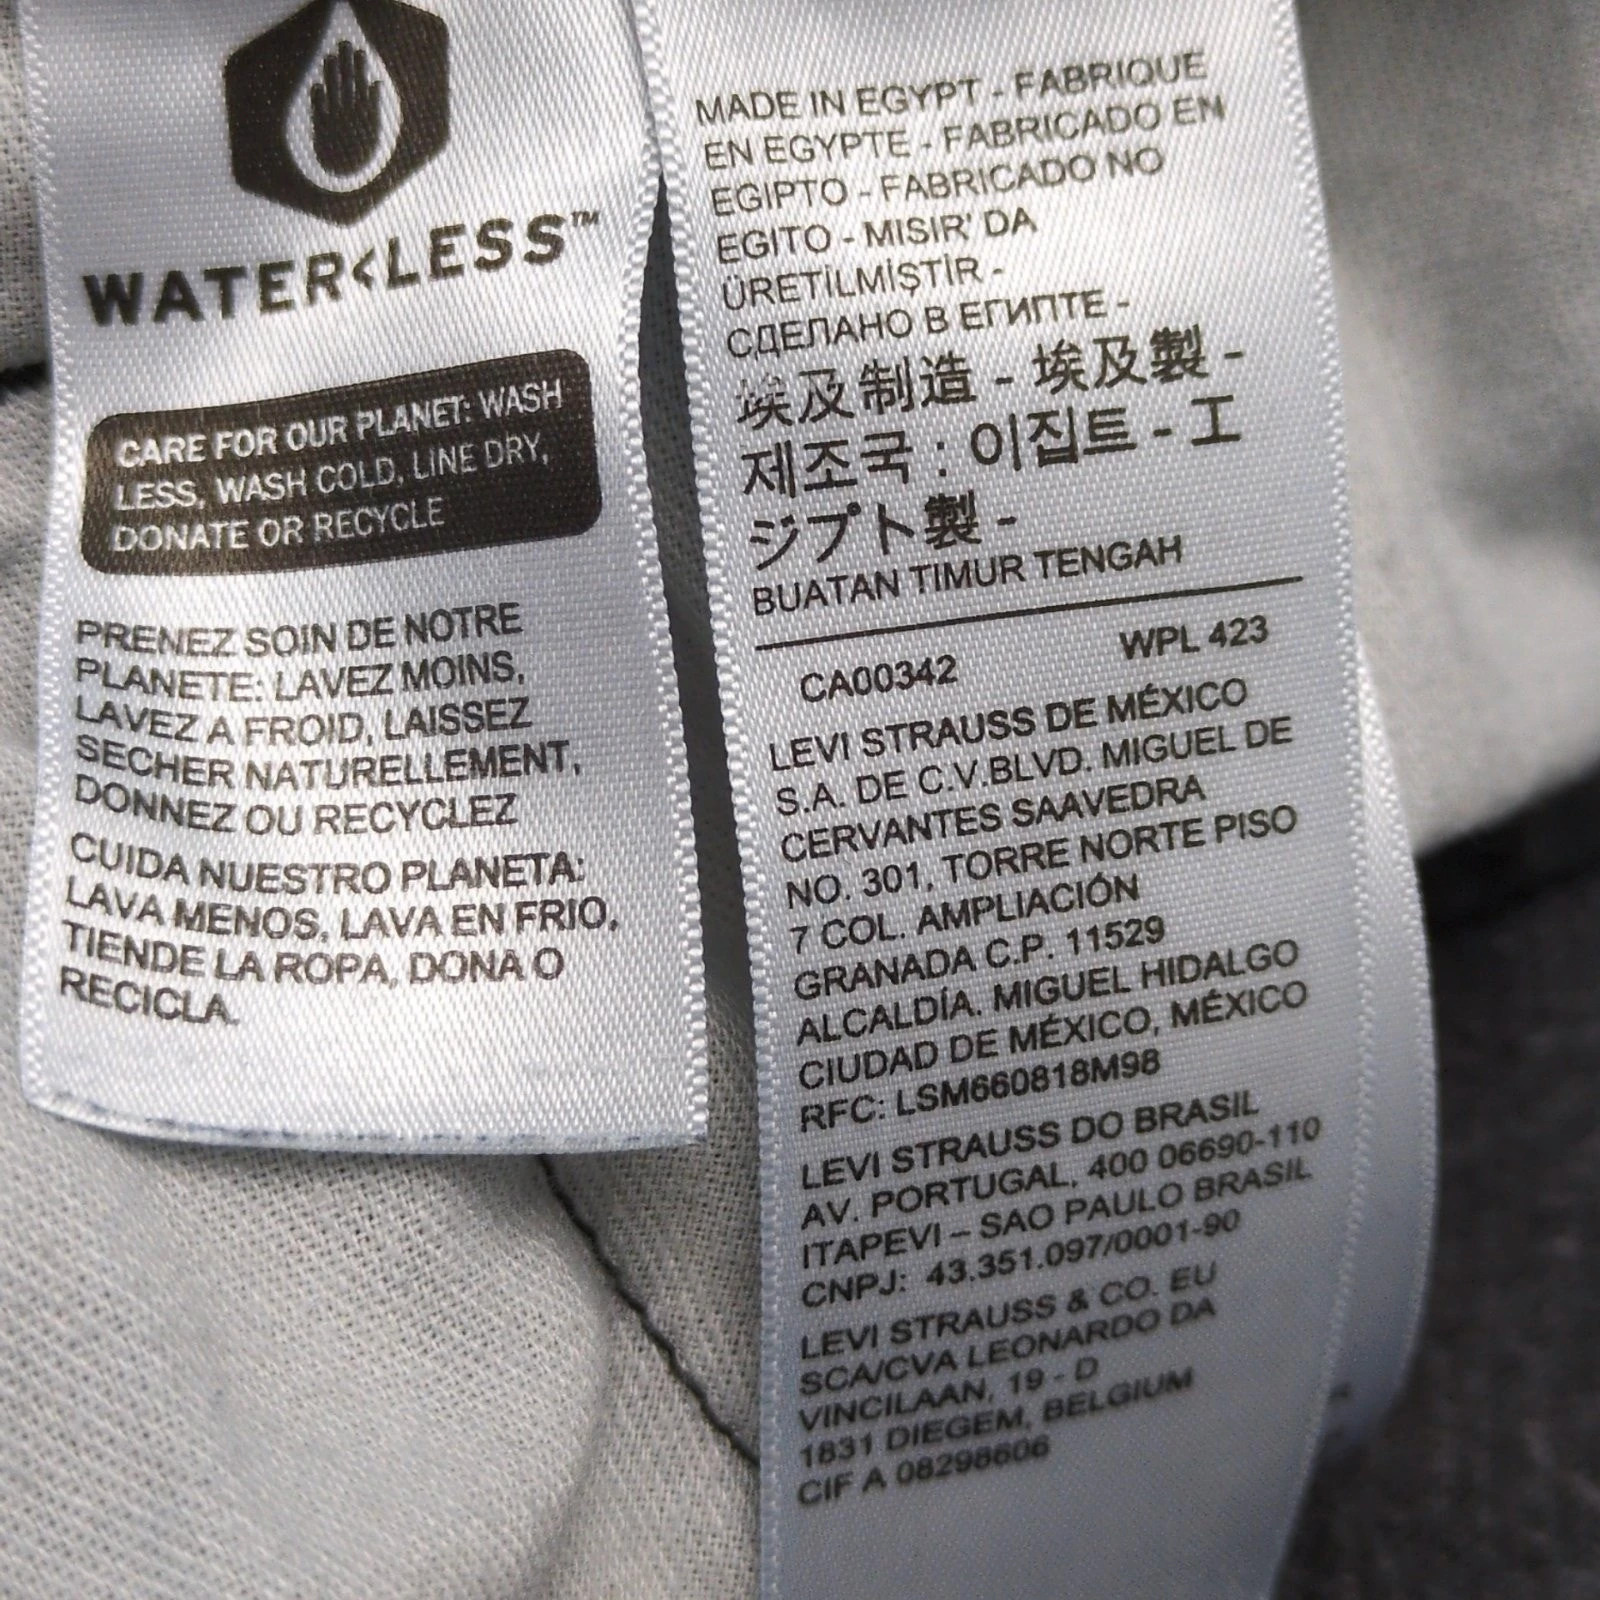 WATER<LESS™
CARE FOR OUR PLANET: WASH
LESS, WASH COLD, LINE DRY,
DONATE OR RECYCLE
PRENEZ SOIN DE NOTRE
PLANETE: LAVEZ MOINS,
LAVEZ A FROID, LAISSEZ
SECHER NATURELLEMENT,
DONNEZ OU RECYCLEZ
CUIDA NUESTRO PLANETA:
LAVA MENOS, LAVA EN FRIO,
TIENDE LA ROPA, DONA O
RECICLA.
MADE IN EGYPT - FABRIQUE
EN EGYPTE - FABRICADO EN
EGIPTO - FABRICADO NO
EGITO - MISIR' DA
ÜRETİLMİŞTİR -
СДЕЛАНО В ЕГИПТЕ -
埃及制造 - 埃及製 -
제조국 : 이집트 - エ
ジプト製 -
BUATAN TIMUR TENGAH
CA00342 WPL 423
LEVI STRAUSS DE MÉXICO
S.A. DE C.V.BLVD. MIGUEL DE
CERVANTES SAAVEDRA
NO. 301, TORRE NORTE PISO
7 COL. AMPLIACIÓN
GRANADA C.P. 11529
ALCALDÍA. MIGUEL HIDALGO
CIUDAD DE MÉXICO, MÉXICO
RFC: LSM660818M98
LEVI STRAUSS DO BRASIL
AV. PORTUGAL, 400 06690-110
ITAPEVI – SAO PAULO BRASIL
CNPJ: 43.351.097/0001-90
LEVI STRAUSS & CO. EU
SCA/CVA LEONARDO DA
VINCILAAN, 19 - D
1831 DIEGEM, BELGIUM
CIF A 08298606